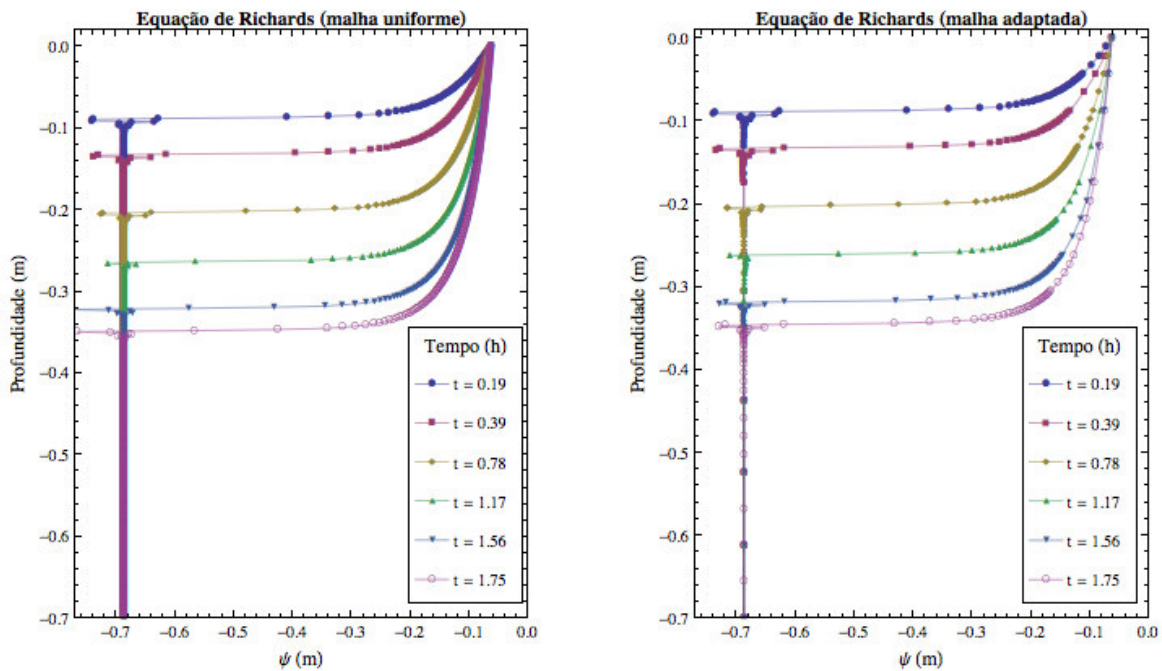 Equação de Richards (malha uniforme)
0.0
−0.1
−0.2
−0.3
−0.4
−0.5
−0.6
−0.7
Profundidade (m)
Tempo (h)
t = 0.19
t = 0.39
t = 0.78
t = 1.17
t = 1.56
t = 1.75
−0.7 −0.6 −0.5 −0.4 −0.3 −0.2 −0.1 0.0
ψ (m)
Equação de Richards (malha adaptada)
0.0
−0.1
−0.2
−0.3
−0.4
−0.5
−0.6
−0.7
Profundidade (m)
Tempo (h)
t = 0.19
t = 0.39
t = 0.78
t = 1.17
t = 1.56
t = 1.75
−0.7 −0.6 −0.5 −0.4 −0.3 −0.2 −0.1 0.0
ψ (m)